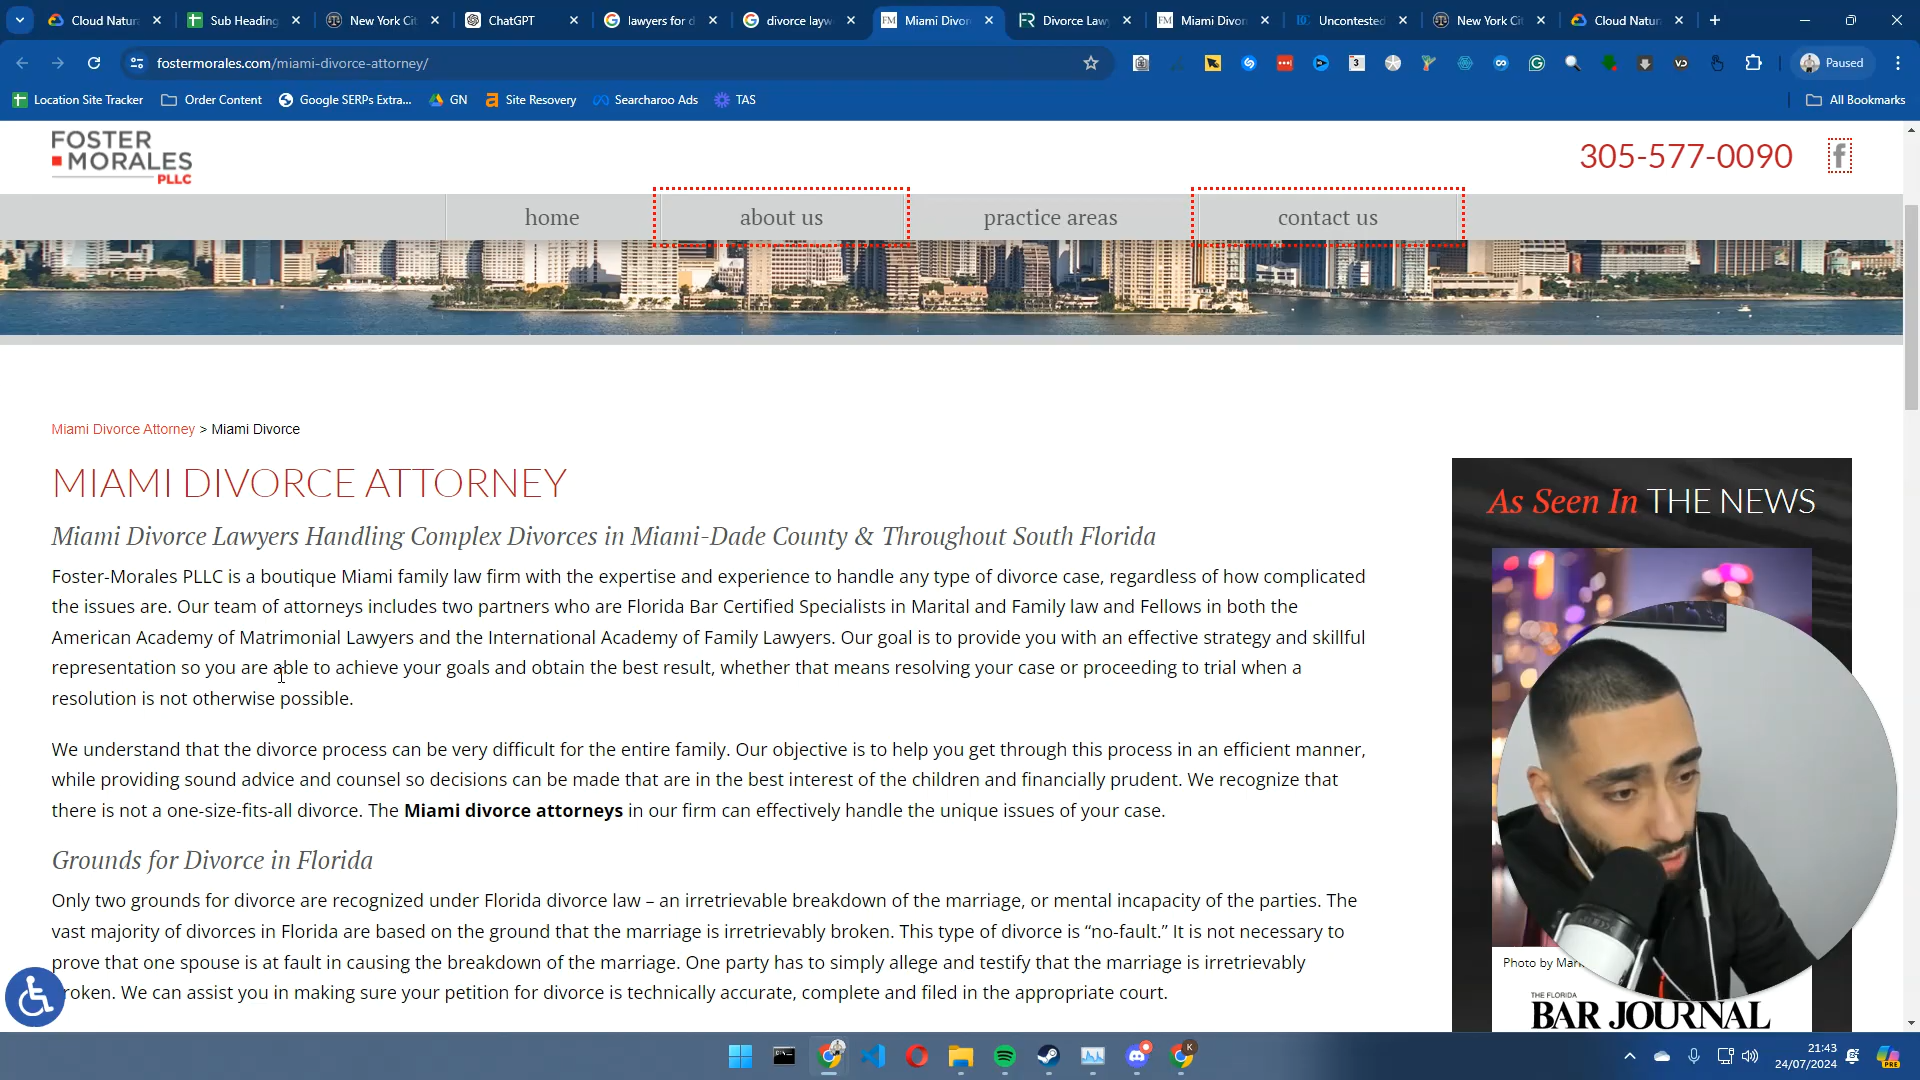 Cloud Natur
Sub Heading
New York Cit
ChatGPT
lawyers for d
divorce layw
Miami Divor
Divorce Law
Miami Divor
Uncontested
New York Cit
Cloud Natur
fostermorales.com/miami-divorce-attorney/
Paused
Location Site Tracker
Order Content
Google SERPs Extra...
GN
Site Recovery
Searcharoo Ads
TAS
All Bookmarks
FOSTER
MORALES
PLLC
305-577-0090
home
about us
practice areas
contact us
Miami Divorce Attorney > Miami Divorce
MIAMI DIVORCE ATTORNEY
Miami Divorce Lawyers Handling Complex Divorces in Miami-Dade County & Throughout South Florida
Foster-Morales PLLC is a boutique Miami family law firm with the expertise and experience to handle any type of divorce case, regardless of how complicated
the issues are. Our team of attorneys includes two partners who are Florida Bar Certified Specialists in Marital and Family law and Fellows in both the
American Academy of Matrimonial Lawyers and the International Academy of Family Lawyers. Our goal is to provide you with an effective strategy and skillful
representation so you are able to achieve your goals and obtain the best result, whether that means resolving your case or proceeding to trial when a
resolution is not otherwise possible.
We understand that the divorce process can be very difficult for the entire family. Our objective is to help you get through this process in an efficient manner,
while providing sound advice and counsel so decisions can be made that are in the best interest of the children and financially prudent. We recognize that
there is not a one-size-fits-all divorce. The Miami divorce attorneys in our firm can effectively handle the unique issues of your case.
Grounds for Divorce in Florida
Only two grounds for divorce are recognized under Florida divorce law – an irretrievable breakdown of the marriage, or mental incapacity of the parties. The
vast majority of divorces in Florida are based on the ground that the marriage is irretrievably broken. This type of divorce is “no-fault.” It is not necessary to
prove that one spouse is at fault in causing the breakdown of the marriage. One party has to simply allege and testify that the marriage is irretrievably
broken. We can assist you in making sure your petition for divorce is technically accurate, complete and filed in the appropriate court.
As Seen In THE NEWS
Photo by Mar
THE FLORIDA
BAR JOURNAL
21:43
24/07/2024